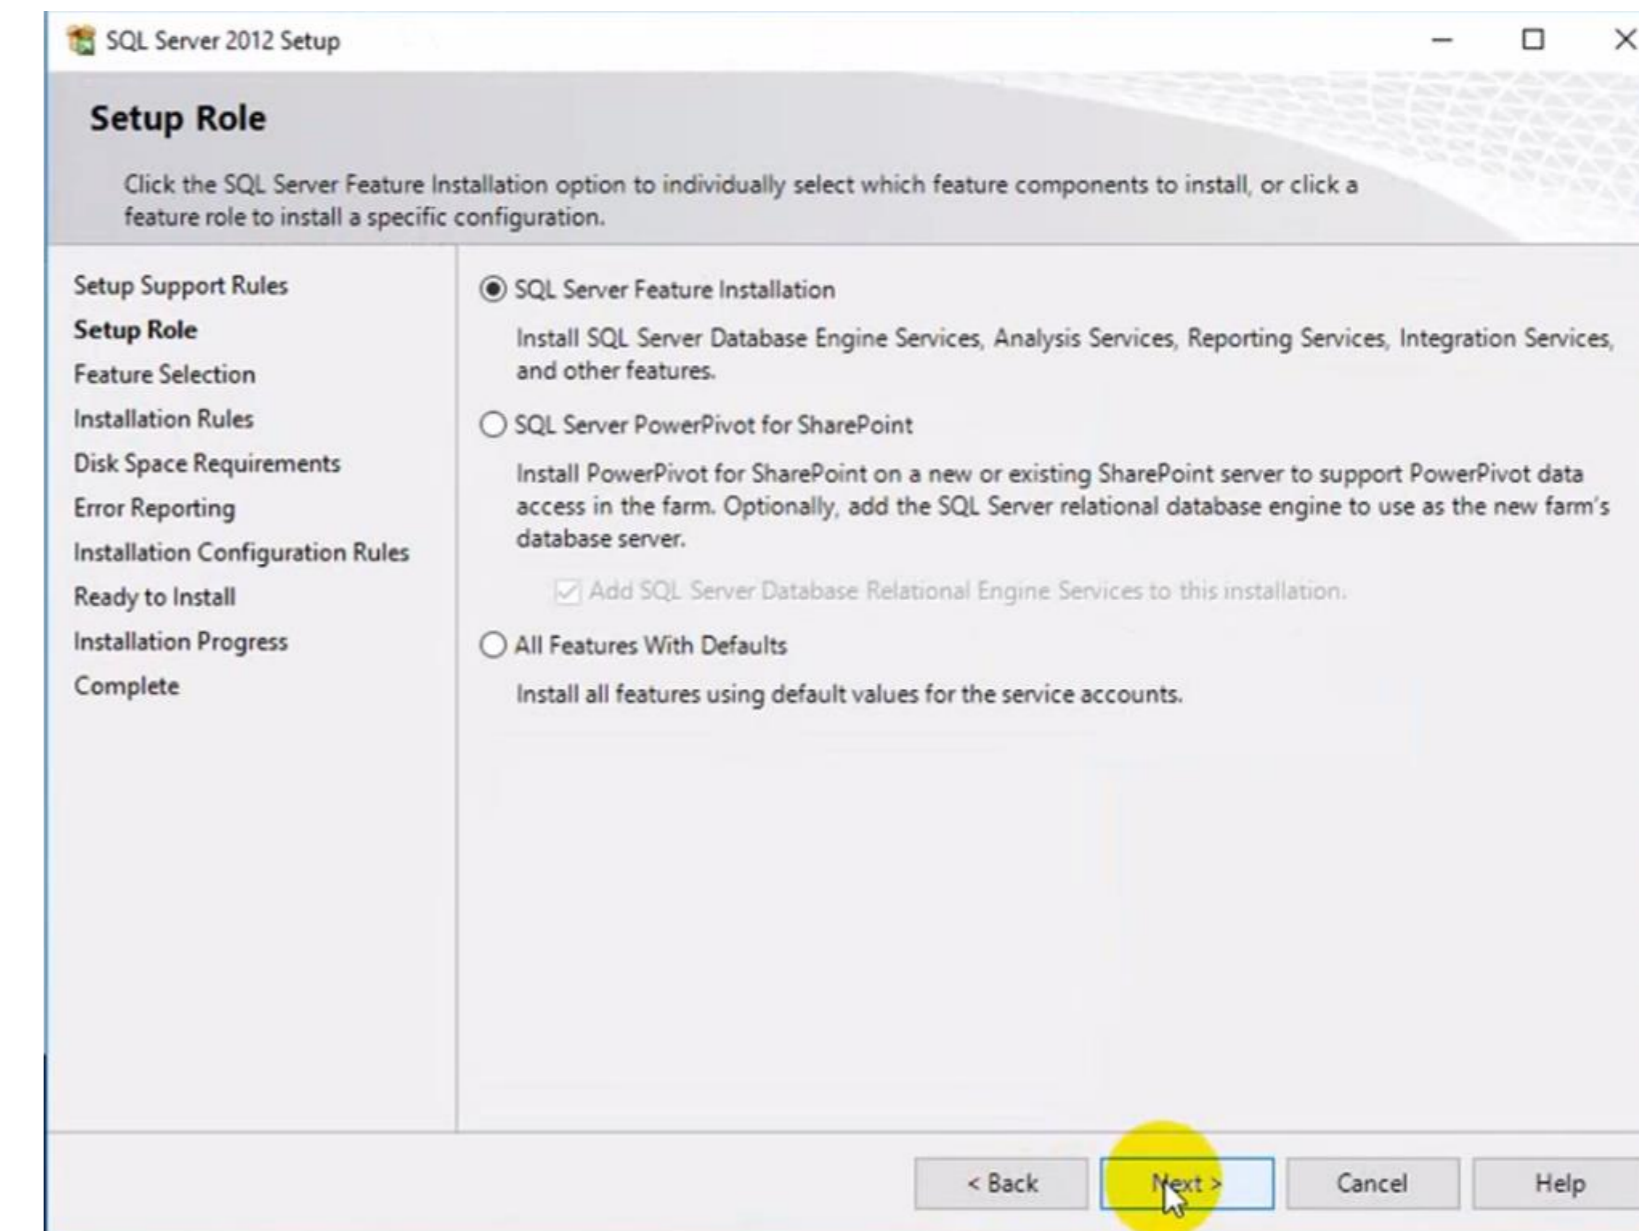 SQL Server 2012 Setup
Setup Role
Click the SQL Server Feature Installation option to individually select which feature components to install, or click a
feature role to install a specific configuration.
Setup Support Rules
Setup Role
Feature Selection
Installation Rules
Disk Space Requirements
Error Reporting
Installation Configuration Rules
Ready to Install
Installation Progress
Complete
SQL Server Feature Installation
Install SQL Server Database Engine Services, Analysis Services, Reporting Services, Integration Services,
and other features.
SQL Server PowerPivot for SharePoint
Install PowerPivot for SharePoint on a new or existing SharePoint server to support PowerPivot data
access in the farm. Optionally, add the SQL Server relational database engine to use as the new farm's
database server.
Add SQL Server Database Relational Engine Services to this installation.
All Features With Defaults
Install all features using default values for the service accounts.
< Back
Next >
Cancel
Help